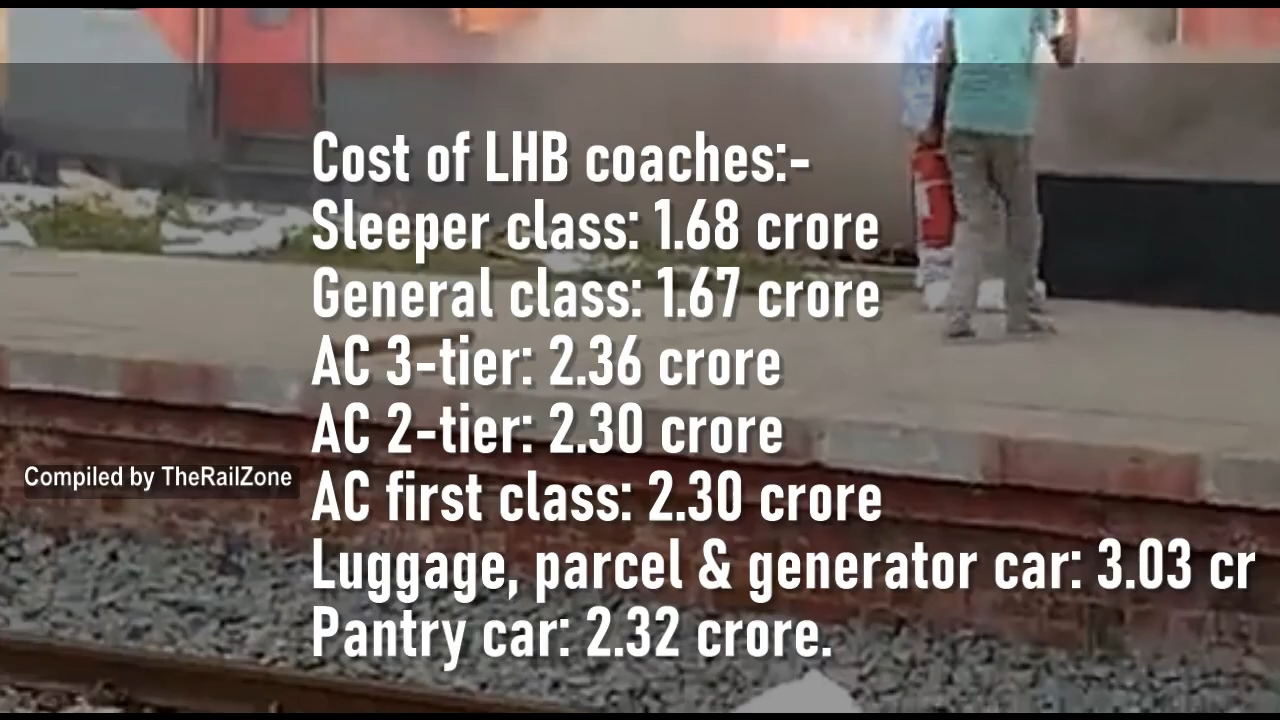 Cost of LHB coaches:-
Sleeper class: 1.68 crore
General class: 1.67 crore
AC 3-tier: 2.36 crore
AC 2-tier: 2.30 crore
Compiled by TheRailZone
AC first class: 2.30 crore
Luggage, parcel & generator car: 3.03 cr
Pantry car: 2.32 crore.